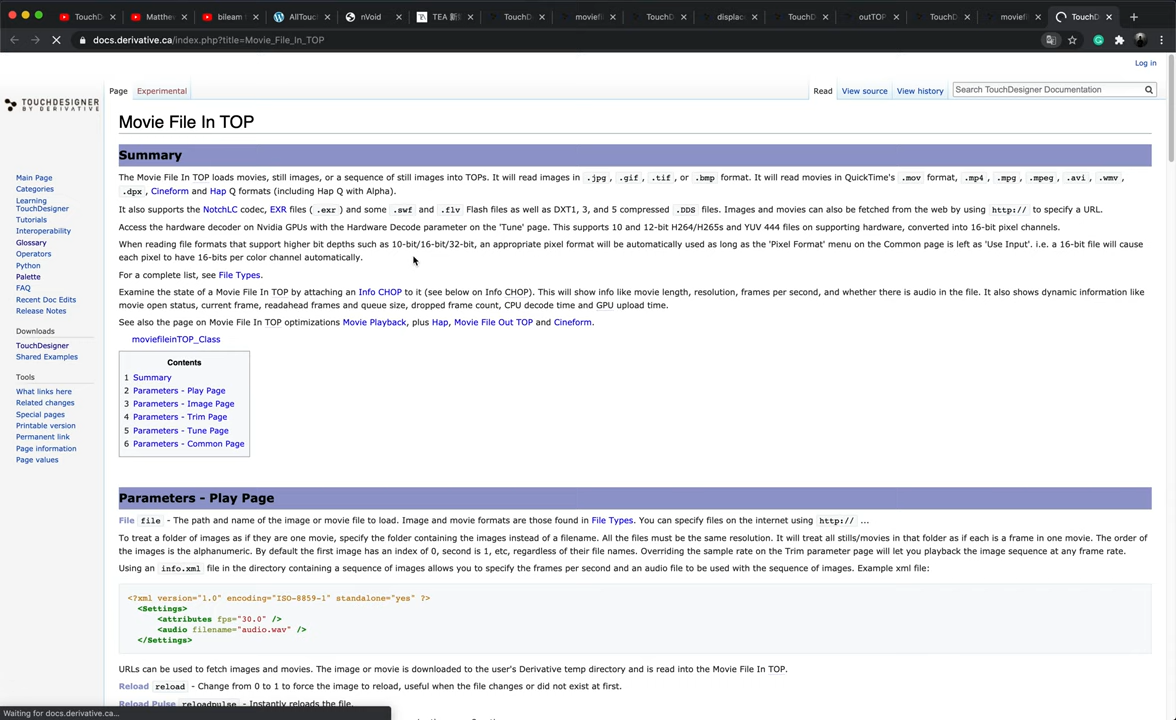 TouchD
Matthe
bileam
AllTouc
nVoid
TEA
TouchD
moviefil
TouchD
displac
TouchD
outTOP
TouchD
moviefi
TouchD
docs.derivative.ca/index.php?title=Movie_File_In_TOP
Log in
Page Experimental Read View source View history Search TouchDesigner Documentation
TOUCHDESIGNER
BY DERIVATIVE
Main Page
Categories
Learning
TouchDesigner
Tutorials
Interoperability
Glossary
Operators
Python
Palette
FAQ
Recent Doc Edits
Release Notes
Downloads
TouchDesigner
Shared Examples
Tools
What links here
Related changes
Special pages
Printable version
Permanent link
Page information
Page values
Movie File In TOP
Summary
The Movie File In TOP loads movies, still images, or a sequence of still images into TOPs. It will read images in .jpg, .gif, .tif, or .bmp format. It will read movies in QuickTime's .mov format, .mp4, .mpg, .mpeg, .avi, .wmv,
.dpx, Cineform and Hap Q formats (including Hap Q with Alpha).
It also supports the NotchLC codec, EXR files (.exr) and some .swf and .flv Flash files as well as DXT1, 3, and 5 compressed .DDS files. Images and movies can also be fetched from the web by using http:// to specify a URL.
Access the hardware decoder on Nvidia GPUs with the Hardware Decode parameter on the 'Tune' page. This supports 10 and 12-bit H264/H265s and YUV 444 files on supporting hardware, converted into 16-bit pixel channels.
When reading file formats that support higher bit depths such as 10-bit/16-bit/32-bit, an appropriate pixel format will be automatically used as long as the 'Pixel Format' menu on the Common page is left as 'Use Input'. i.e. a 16-bit file will cause
each pixel to have 16-bits per color channel automatically.
For a complete list, see File Types.
Examine the state of a Movie File In TOP by attaching an Info CHOP to it (see below on Info CHOP). This will show info like movie length, resolution, frames per second, and whether there is audio in the file. It also shows dynamic information like
movie open status, current frame, readahead frames and queue size, dropped frame count, CPU decode time and GPU upload time.
See also the page on Movie File In TOP optimizations Movie Playback, plus Hap, Movie File Out TOP and Cineform.
moviefileinTOP_Class
Contents
1 Summary
2 Parameters - Play Page
3 Parameters - Image Page
4 Parameters - Trim Page
5 Parameters - Tune Page
6 Parameters - Common Page
Parameters - Play Page
File file - The path and name of the image or movie file to load. Image and movie formats are those found in File Types. You can specify files on the internet using http:// ...
To treat a folder of images as if they are one movie, specify the folder containing the images instead of a filename. All the files must be the same resolution. It will treat all stills/movies in that folder as if each is a frame in one movie. The order of
the images is the alphanumeric. By default the first image has an index of 0, second is 1, etc, regardless of their file names. Overriding the sample rate on the Trim parameter page will let you playback the image sequence at any frame rate.
Using an info.xml file in the directory containing a sequence of images allows you to specify the frames per second and an audio file to be used with the sequence of images. Example xml file:
<?xml version="1.0" encoding="ISO-8859-1" standalone="yes" ?>
<Settings>
<attributes fps="30.0" />
<audio filename="audio.wav" />
</Settings>
URLs can be used to fetch images and movies. The image or movie is downloaded to the user's Derivative temp directory and is read into the Movie File In TOP.
Reload reload - Change from 0 to 1 to force the image to reload, useful when the file changes or did not exist at first.
Reload Pulse reloadpulse - Instantly reloads the file.
Waiting for docs.derivative.ca...